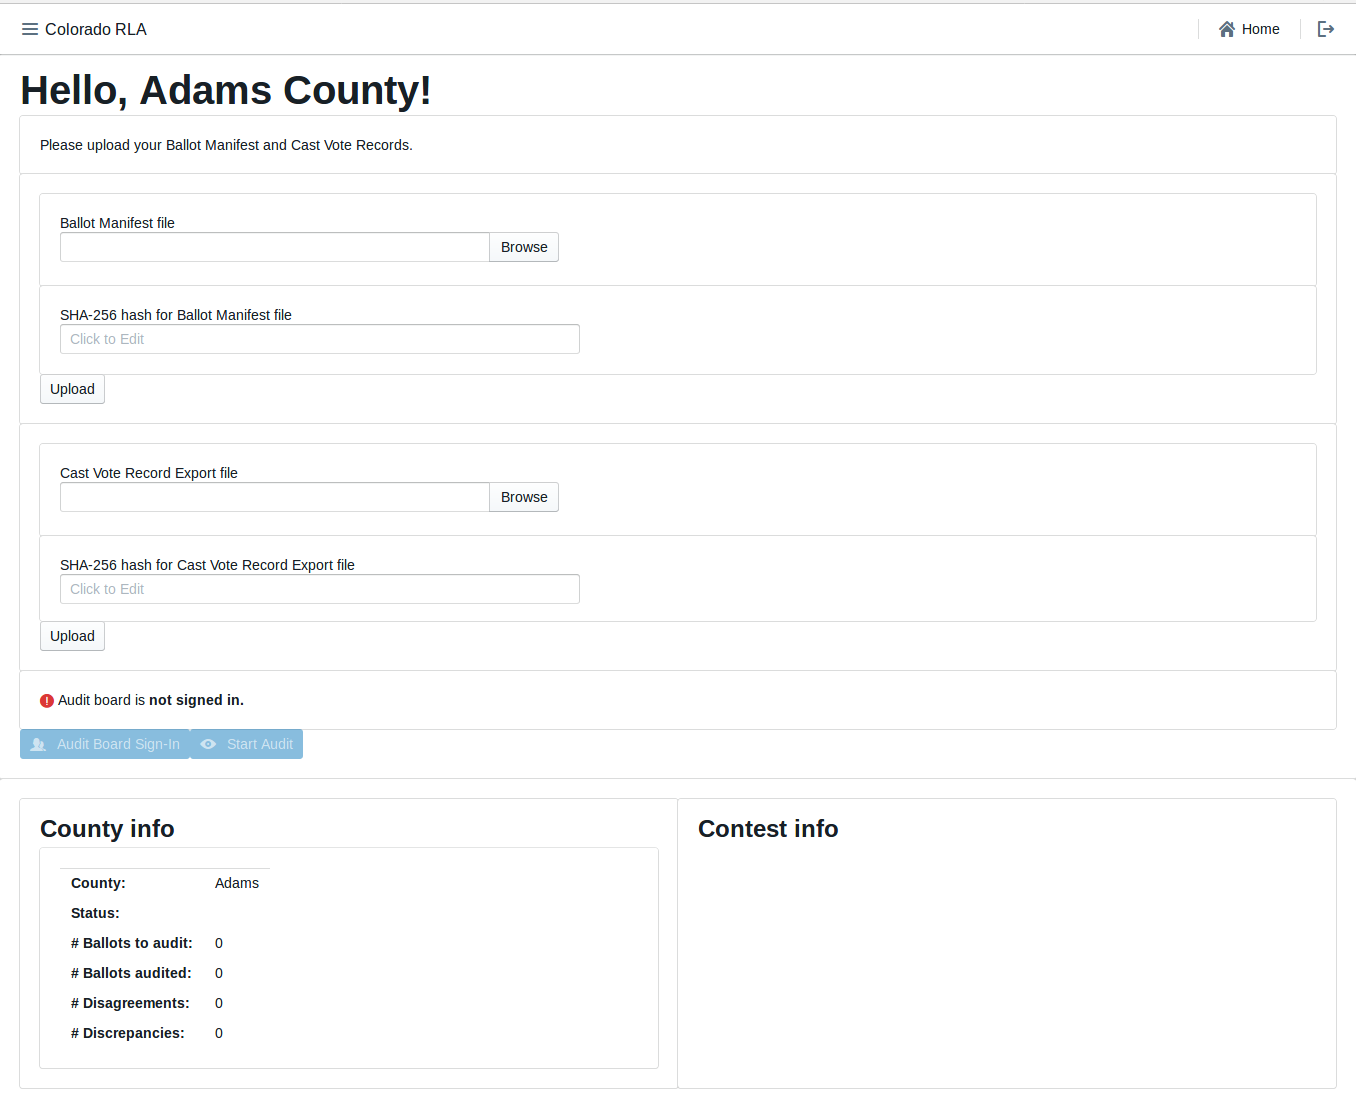 Colorado RLA
Home
Hello, Adams County!
Please upload your Ballot Manifest and Cast Vote Records.
Ballot Manifest file
Browse
SHA-256 hash for Ballot Manifest file
Click to Edit
Upload
Cast Vote Record Export file
Browse
SHA-256 hash for Cast Vote Record Export file
Click to Edit
Upload
Audit board is not signed in.
Audit Board Sign-In Start Audit
County info
County: Adams
Status:
# Ballots to audit: 0
# Ballots audited: 0
# Disagreements: 0
# Discrepancies: 0
Contest info